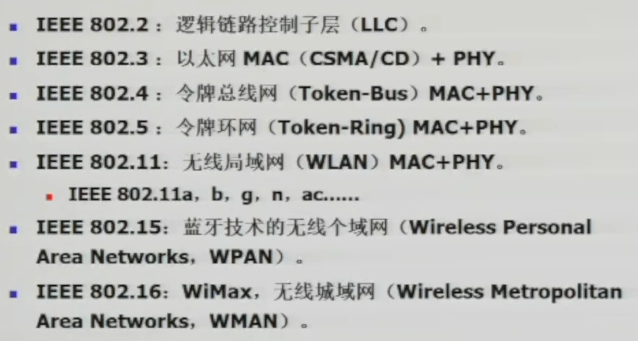 IEEE 802.2：逻辑链路控制子层（LLC）。
IEEE 802.3：以太网 MAC（CSMA/CD）+ PHY。
IEEE 802.4：令牌总线网（Token-Bus）MAC+PHY。
IEEE 802.5：令牌环网（Token-Ring) MAC+PHY。
IEEE 802.11：无线局域网（WLAN）MAC+PHY。
IEEE 802.11a，b，g，n，ac……
IEEE 802.15：蓝牙技术的无线个域网（Wireless Personal
Area Networks，WPAN）。
IEEE 802.16：WiMax，无线城域网（Wireless Metropolitan
Area Networks，WMAN）。